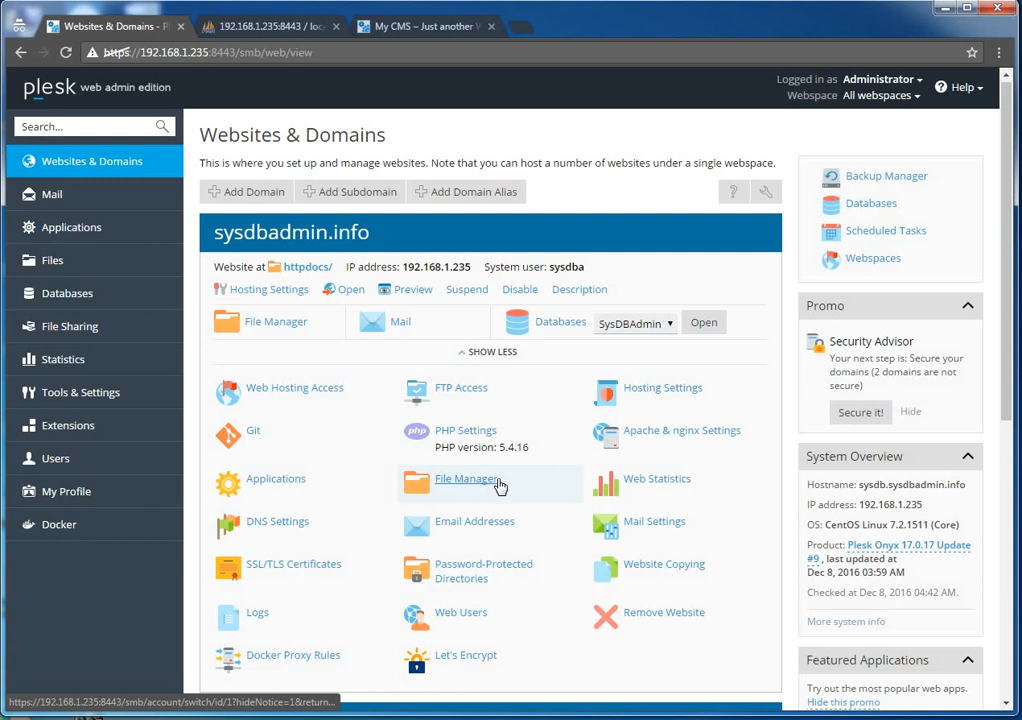 Websites & Domains - P
192.168.1.235:8443 / loc
My CMS – Just another W
https://192.168.1.235:8443/smb/web/view
plesk web admin edition
Logged in as Administrator
Webspace All webspaces
Help
Search...
Websites & Domains
Mail
Applications
Files
Databases
File Sharing
Statistics
Tools & Settings
Extensions
Users
My Profile
Docker
Websites & Domains
This is where you set up and manage websites. Note that you can host a number of websites under a single webspace.
Add Domain
Add Subdomain
Add Domain Alias
?
sysdbadmin.info
Website at httpdocs/ IP address: 192.168.1.235 System user: sysdba
Hosting Settings Open Preview Suspend Disable Description
File Manager
Mail
Databases
SysDBAdmin
Open
SHOW LESS
Web Hosting Access
FTP Access
Hosting Settings
Git
PHP Settings
PHP version: 5.4.16
Apache & nginx Settings
Applications
File Manager
Web Statistics
DNS Settings
Email Addresses
Mail Settings
SSL/TLS Certificates
Password-Protected
Directories
Website Copying
Logs
Web Users
Remove Website
Docker Proxy Rules
Let's Encrypt
Backup Manager
Databases
Scheduled Tasks
Webspaces
Promo
Security Advisor
Your next step is: Secure your
domains (2 domains are not
secure)
Secure it!
Hide
System Overview
Hostname: sysdb.sysdbadmin.info
IP address: 192.168.1.235
OS: CentOS Linux 7.2.1511 (Core)
Product: Plesk Onyx 17.0.17 Update
#9 , last updated at
Dec 8, 2016 03:59 AM
Checked at Dec 8, 2016 04:42 AM.
More system info
Featured Applications
Try out the most popular web apps.
Hide this promo
https://192.168.1.235:8443/smb/account/switch/id/1?hideNotice=1&return...